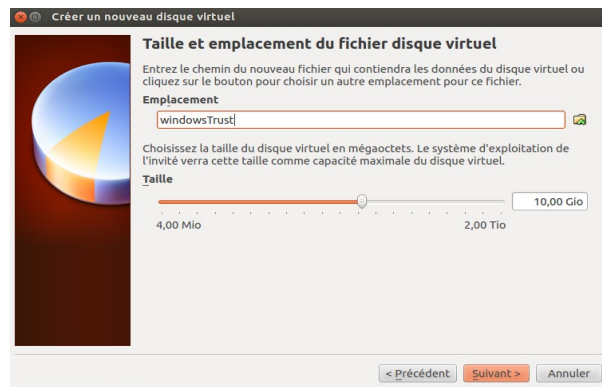 Créer un nouveau disque virtuel
Taille et emplacement du fichier disque virtuel
Entrez le chemin du nouveau fichier qui contiendra les données du disque virtuel ou
cliquez sur le bouton pour choisir un autre emplacement pour ce fichier.
Emplacement
windowsTrust
Choisissez la taille du disque virtuel en mégaoctets. Le système d'exploitation de
l'invité verra cette taille comme capacité maximale du disque virtuel.
Taille
10,00 Gio
4,00 Mio 2,00 Tio
< Précédent Suivant > Annuler